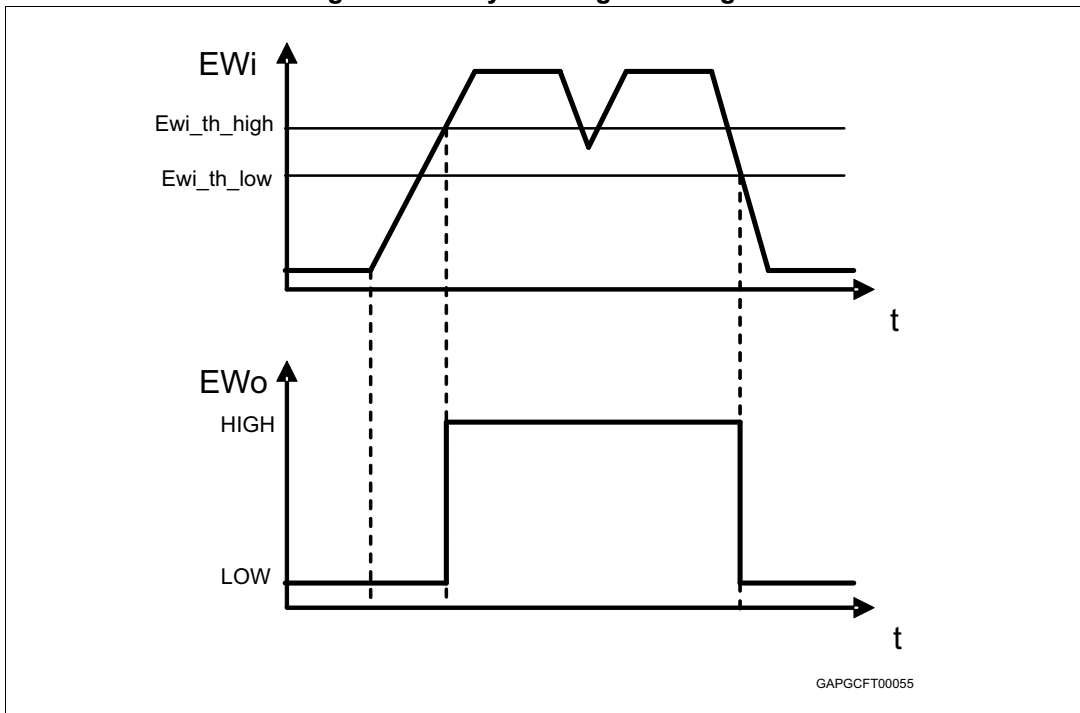 EWi
Ewi_th_high
Ewi_th_low
t
EWo
HIGH
LOW
t
GAPGCFT00055